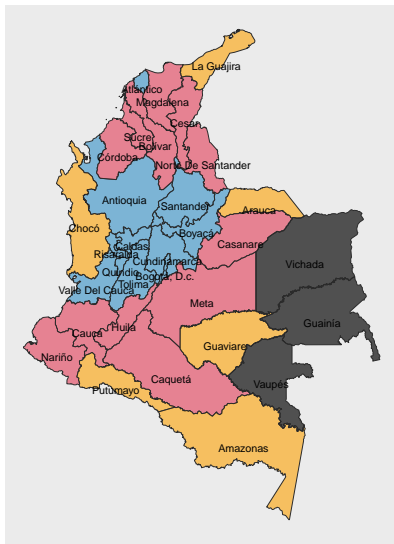 La Guajira
Atlántico
Magdalena
Cesar
Sucre
Bolívar
Córdoba
Norte De Santander
Antioquia
Santander
Arauca
Chocó
Boyacá
Caldas
Casanare
Risaralda
Cundinamarca
Vichada
Quindío
Bogotá, D.c.
Valle Del Cauca
Tolima
Meta
Guainía
Huila
Cauca
Guaviare
Nariño
Caquetá
Vaupés
Putumayo
Amazonas